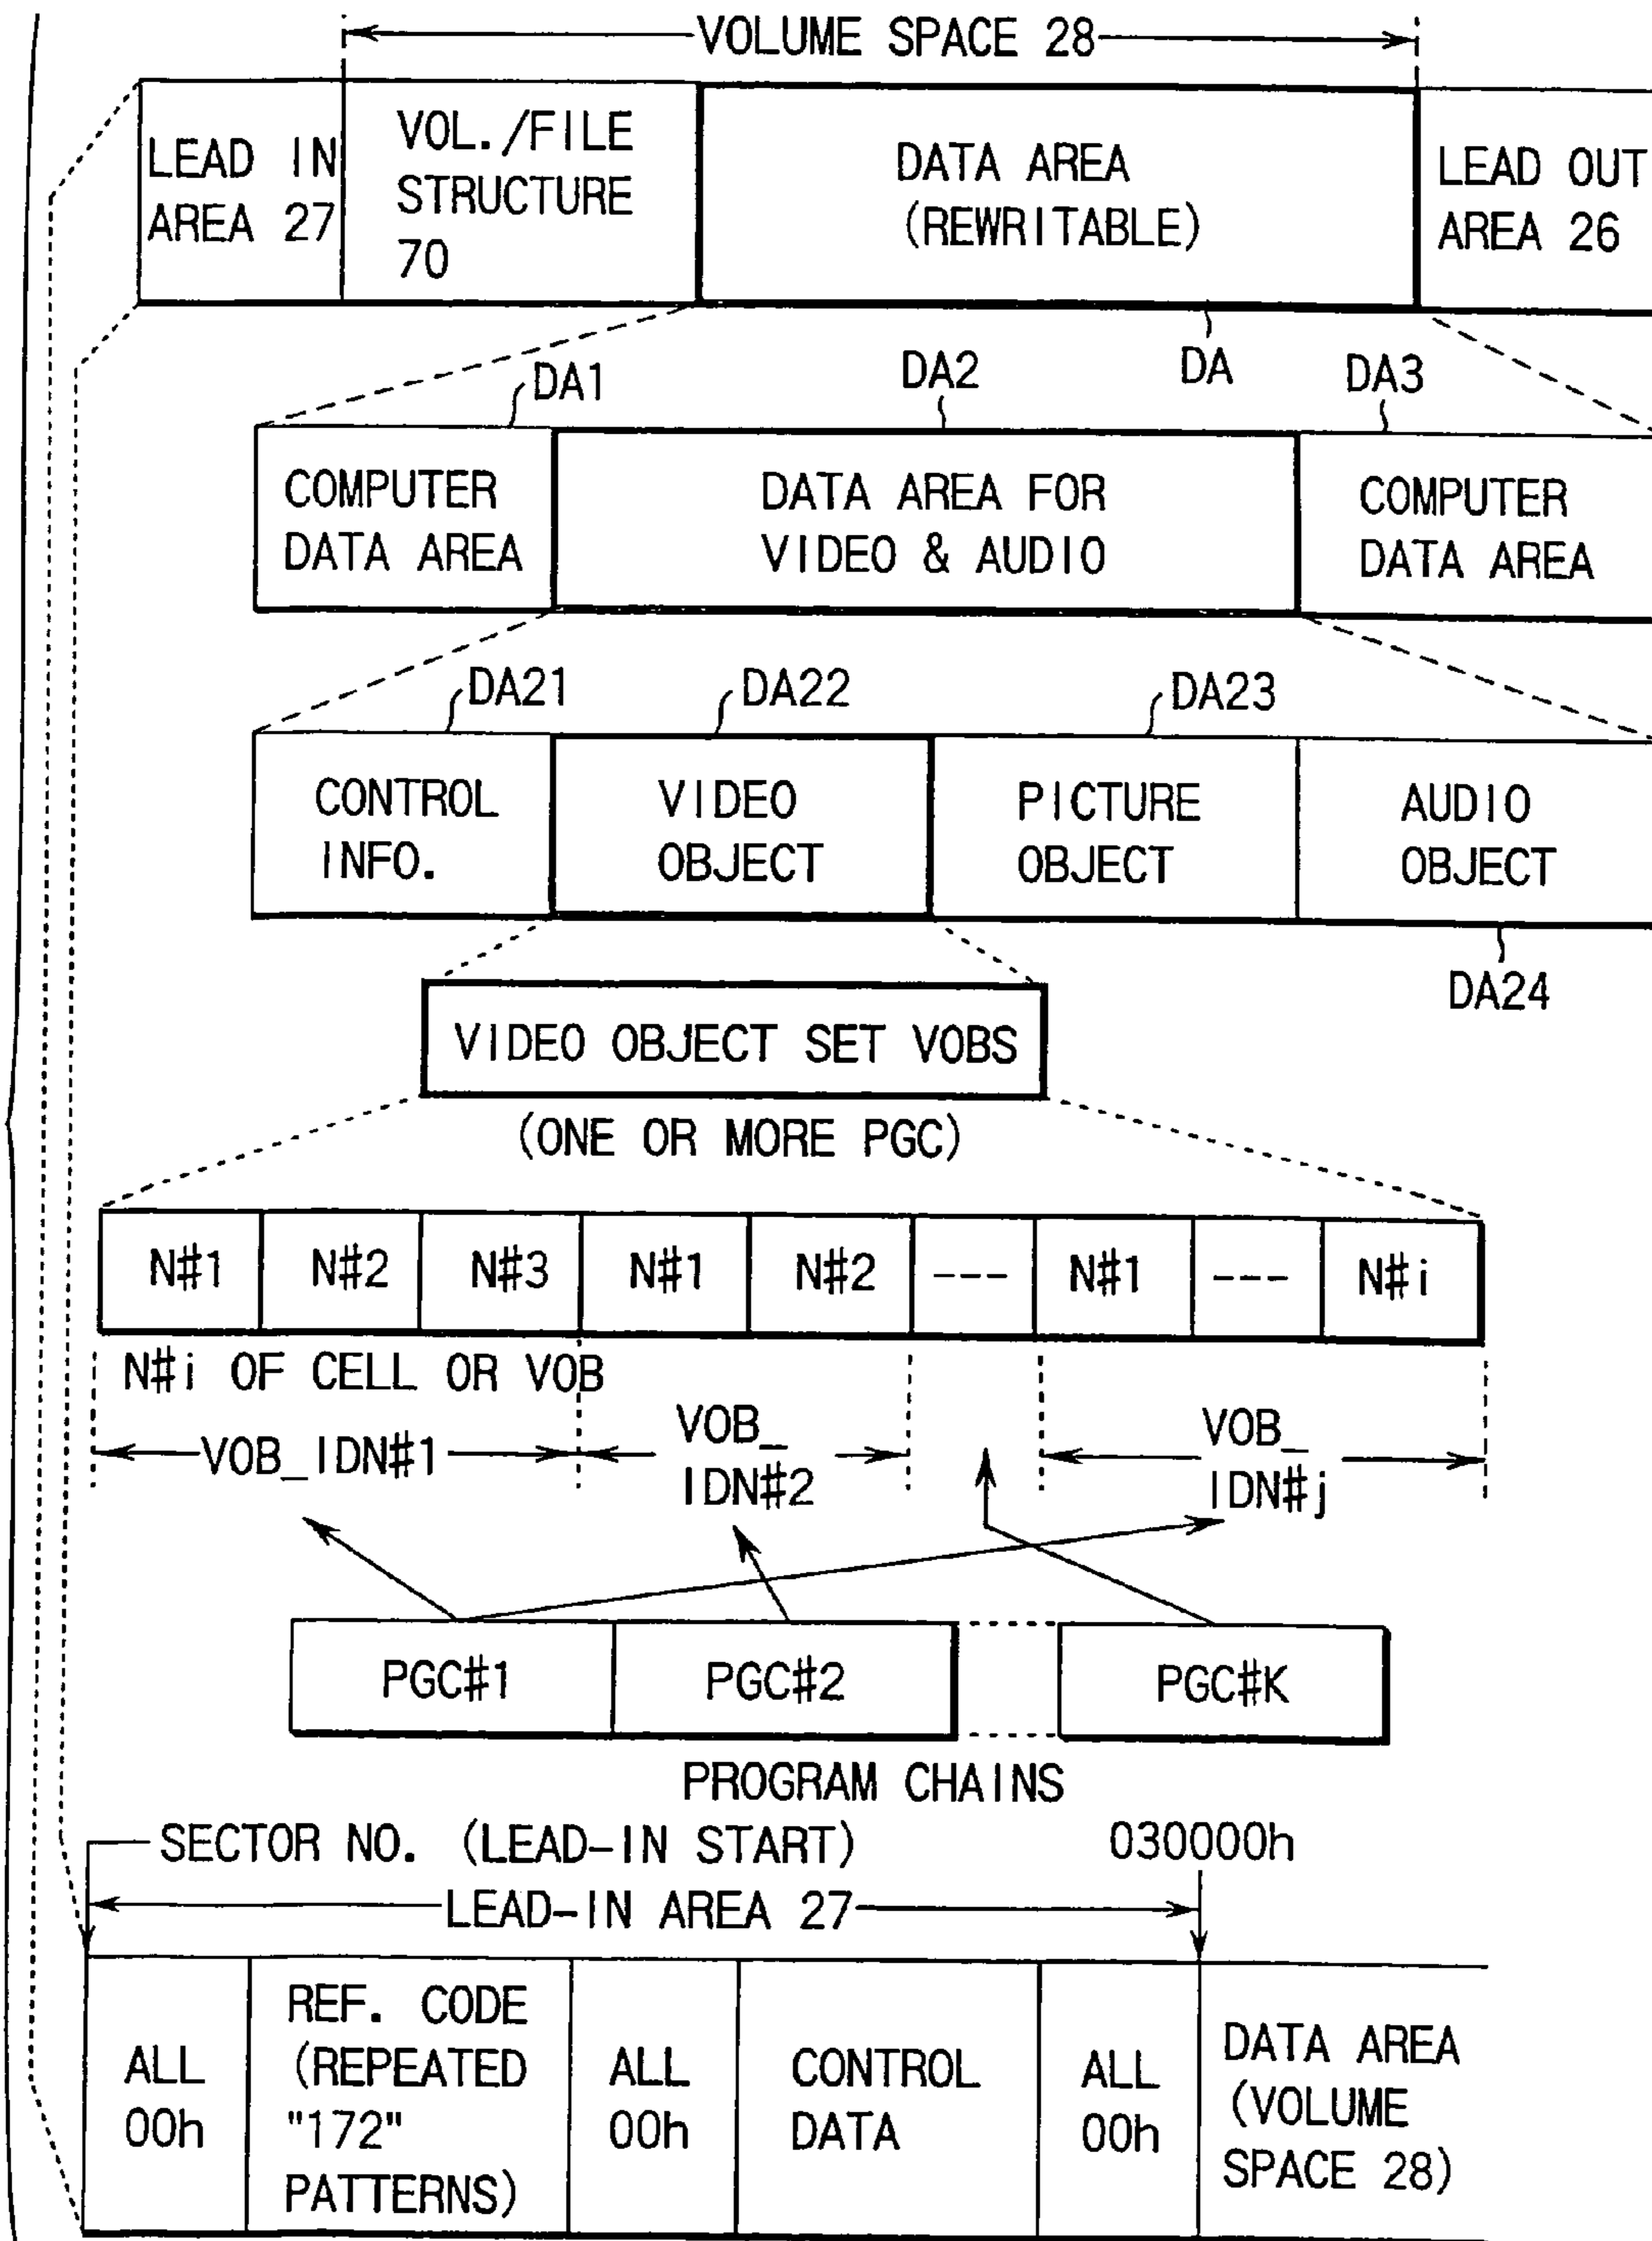 VOLUME SPACE 28
LEAD IN
AREA 27
VOL./FILE
STRUCTURE
70
DATA AREA
(REWRITABLE)
LEAD OUT
AREA 26
DA1
DA2
DA
DA3
COMPUTER
DATA AREA
DATA AREA FOR
VIDEO & AUDIO
COMPUTER
DATA AREA
DA21
DA22
DA23
CONTROL
INFO.
VIDEO
OBJECT
PICTURE
OBJECT
AUDIO
OBJECT
DA24
VIDEO OBJECT SET VOBS
(ONE OR MORE PGC)
N#1 N#2 N#3 N#1 N#2 --- N#1 --- N#i
N#i OF CELL OR VOB
VOB_IDN#1
VOB_
IDN#2
VOB_
IDN#j
PGC#1 PGC#2 PGC#K
PROGRAM CHAINS
SECTOR NO. (LEAD-IN START)
030000h
LEAD-IN AREA 27
ALL
00h
REF. CODE
(REPEATED
"172"
PATTERNS)
ALL
00h
CONTROL
DATA
ALL
00h
DATA AREA
(VOLUME
SPACE 28)